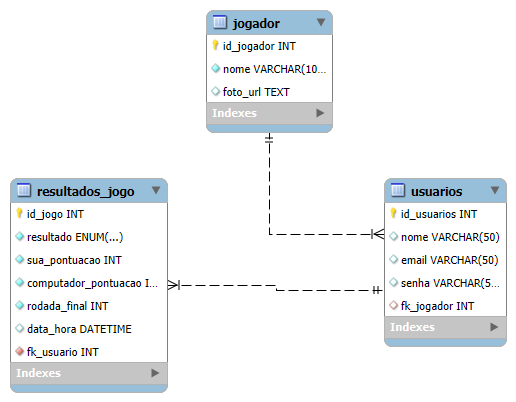 jogador
id_jogador INT
nome VARCHAR(10...
foto_url TEXT
Indexes
resultados_jogo
id_jogo INT
resultado ENUM(...)
sua_pontuacao INT
computador_pontuacao I...
rodada_final INT
data_hora DATETIME
fk_usuario INT
Indexes
usuarios
id_usuarios INT
nome VARCHAR(50)
email VARCHAR(50)
senha VARCHAR(5...
fk_jogador INT
Indexes